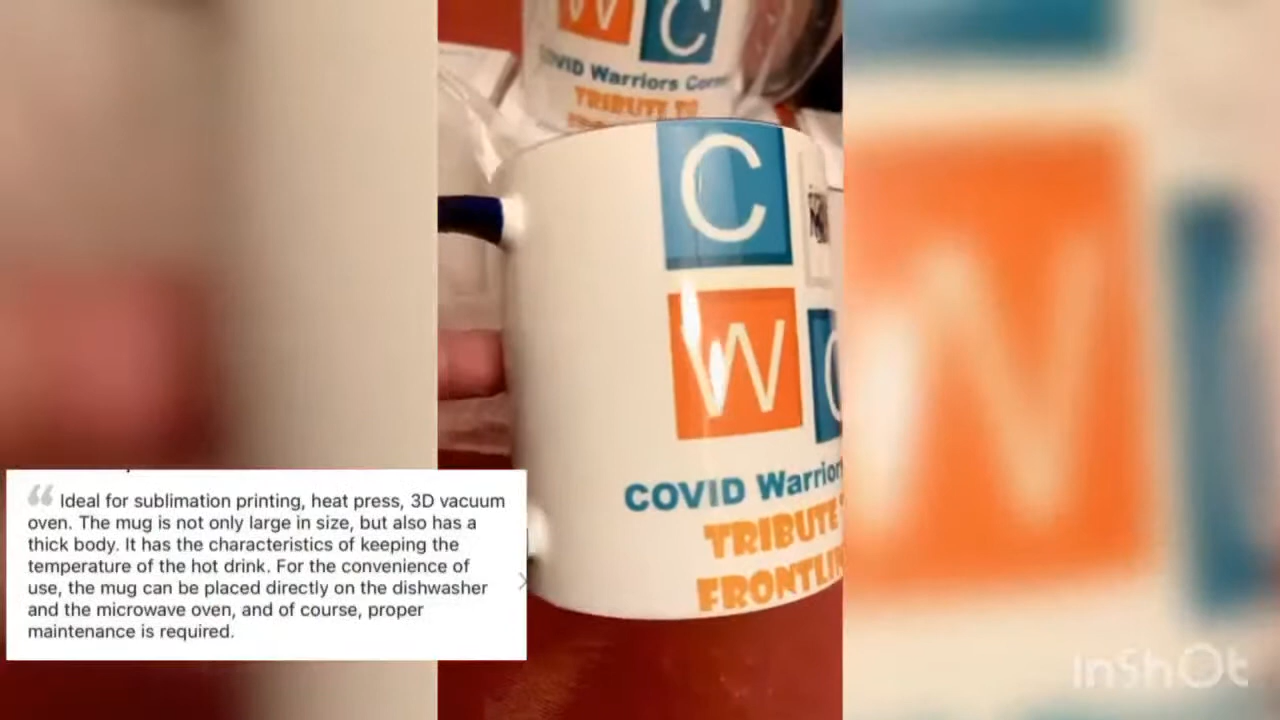 W C
COVID Warriors
TRIBUTE TO
C
W
COVID Warrior
TRIBUTE
FRONTLIN
“ Ideal for sublimation printing, heat press, 3D vacuum
oven. The mug is not only large in size, but also has a
thick body. It has the characteristics of keeping the
temperature of the hot drink. For the convenience of
use, the mug can be placed directly on the dishwasher
and the microwave oven, and of course, proper
maintenance is required.
InShOt